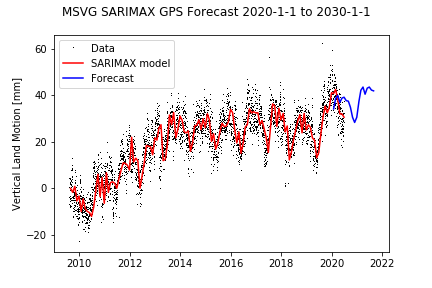 MSVG SARIMAX GPS Forecast 2020-1-1 to 2030-1-1
Data
SARIMAX model
Forecast
Vertical Land Motion [mm]
60
40
20
0
−20
2010 2012 2014 2016 2018 2020 2022